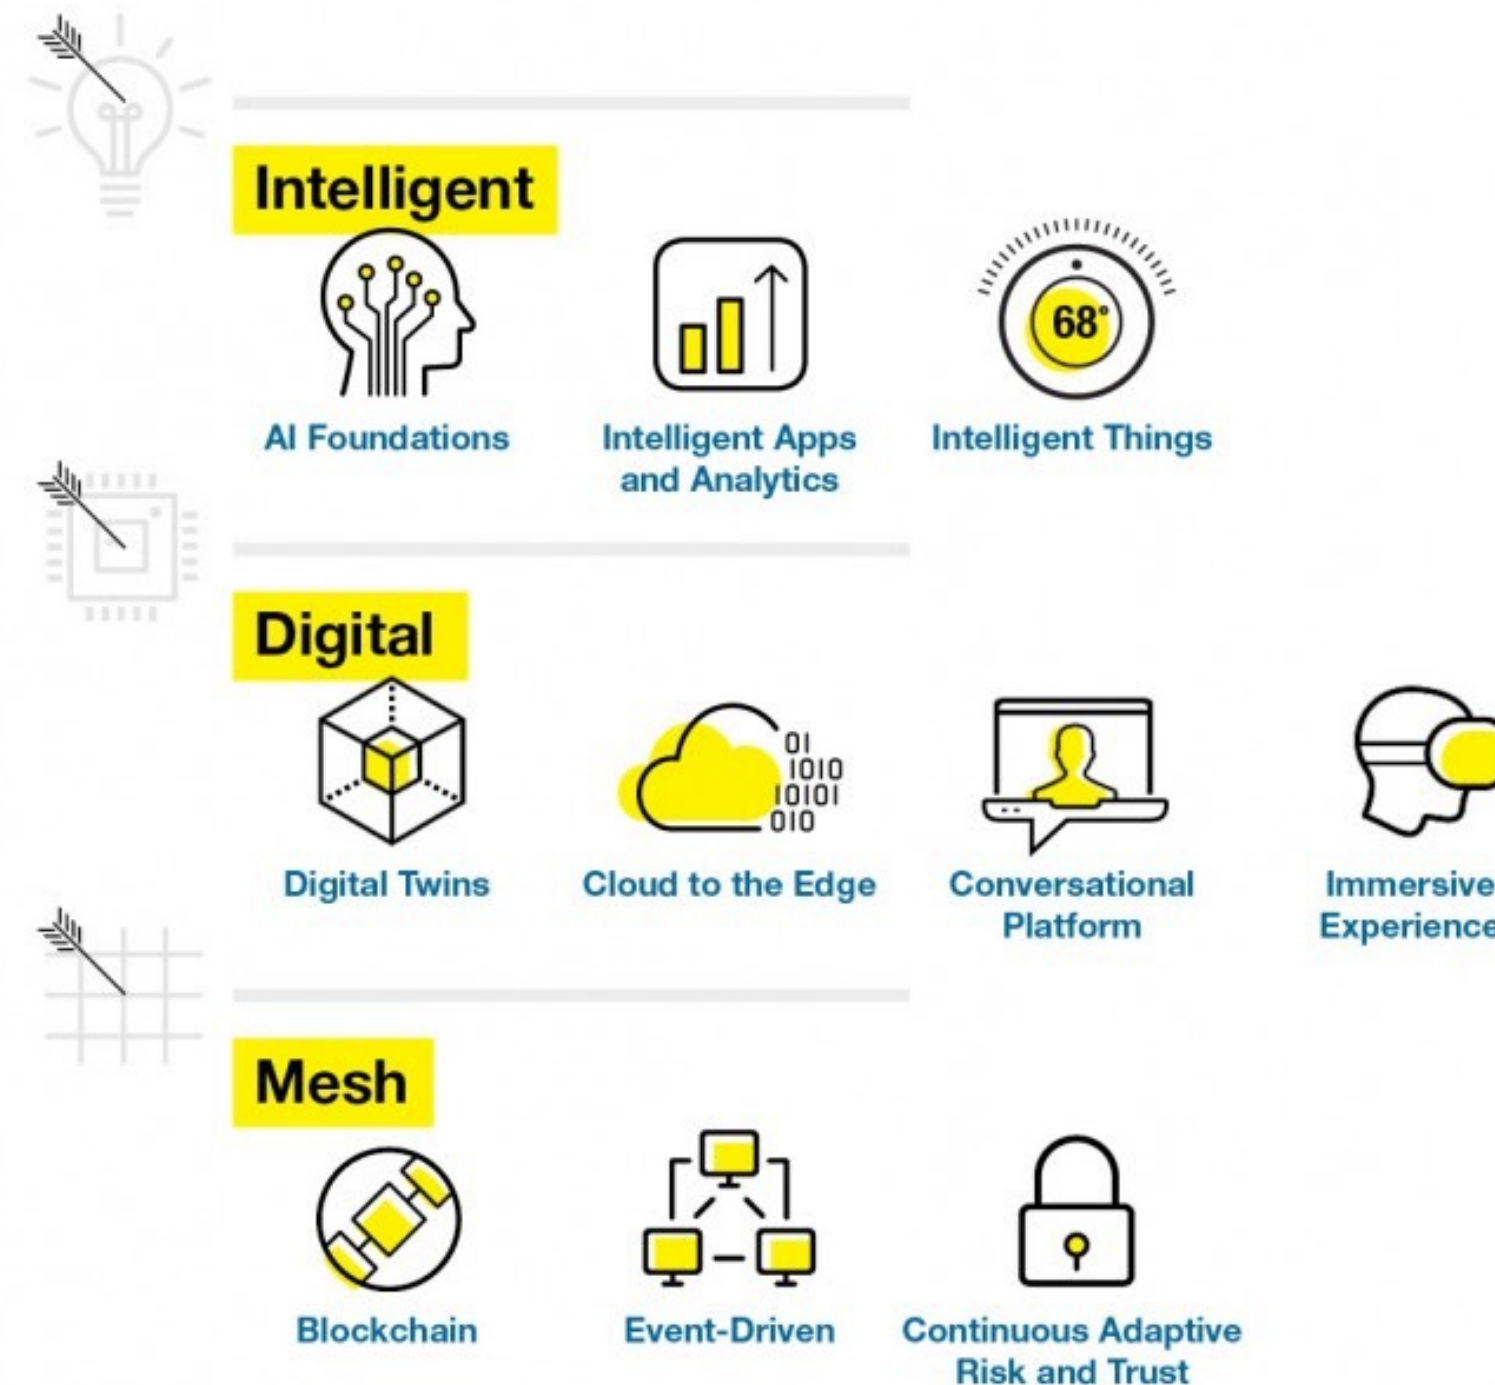 Intelligent
68°
AI Foundations
Intelligent Apps
and Analytics
Intelligent Things
Digital
01
1010
10101
010
Digital Twins
Cloud to the Edge
Conversational
Platform
Immersive
Experience
Mesh
Blockchain
Event-Driven
Continuous Adaptive
Risk and Trust